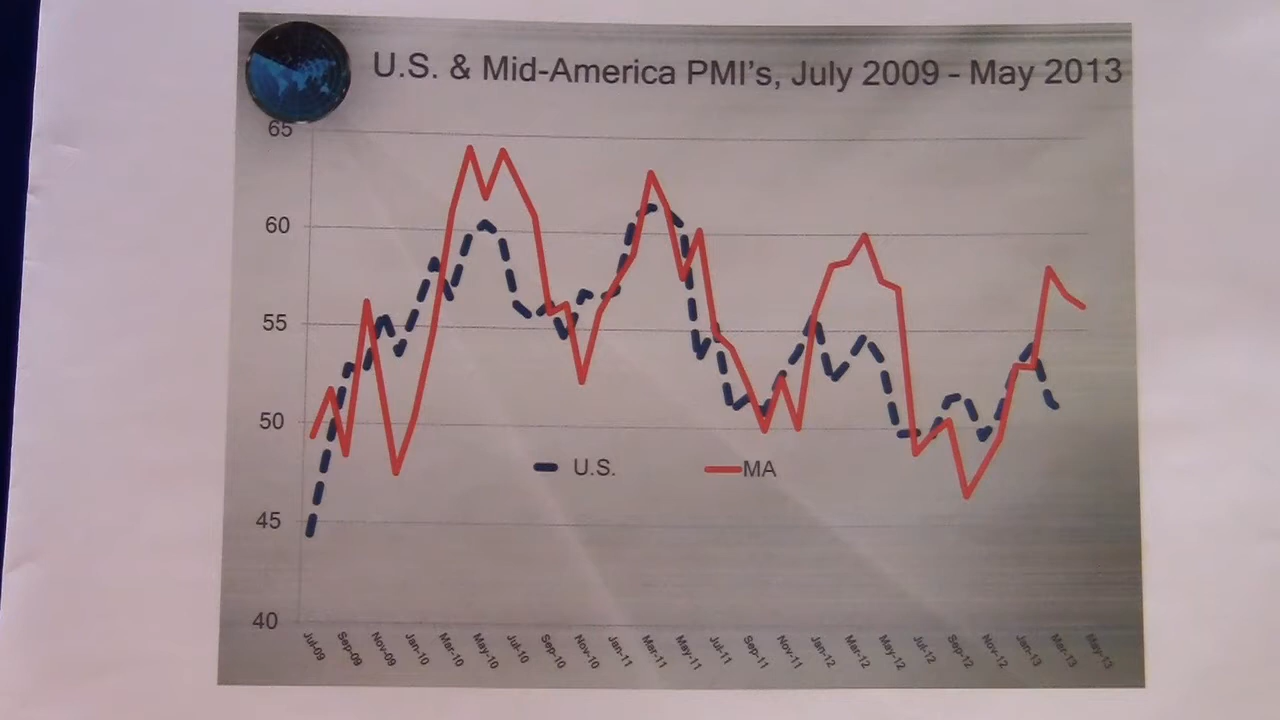 U.S. & Mid-America PMI's, July 2009 - May 2013
65
60
55
50
45
40
U.S. MA
Jul-09 Sep-09 Nov-09 Jan-10 Mar-10 May-10 Jul-10 Sep-10 Nov-10 Jan-11 Mar-11 May-11 Jul-11 Sep-11 Nov-11 Jan-12 Mar-12 May-12 Jul-12 Sep-12 Nov-12 Jan-13 Mar-13 May-13